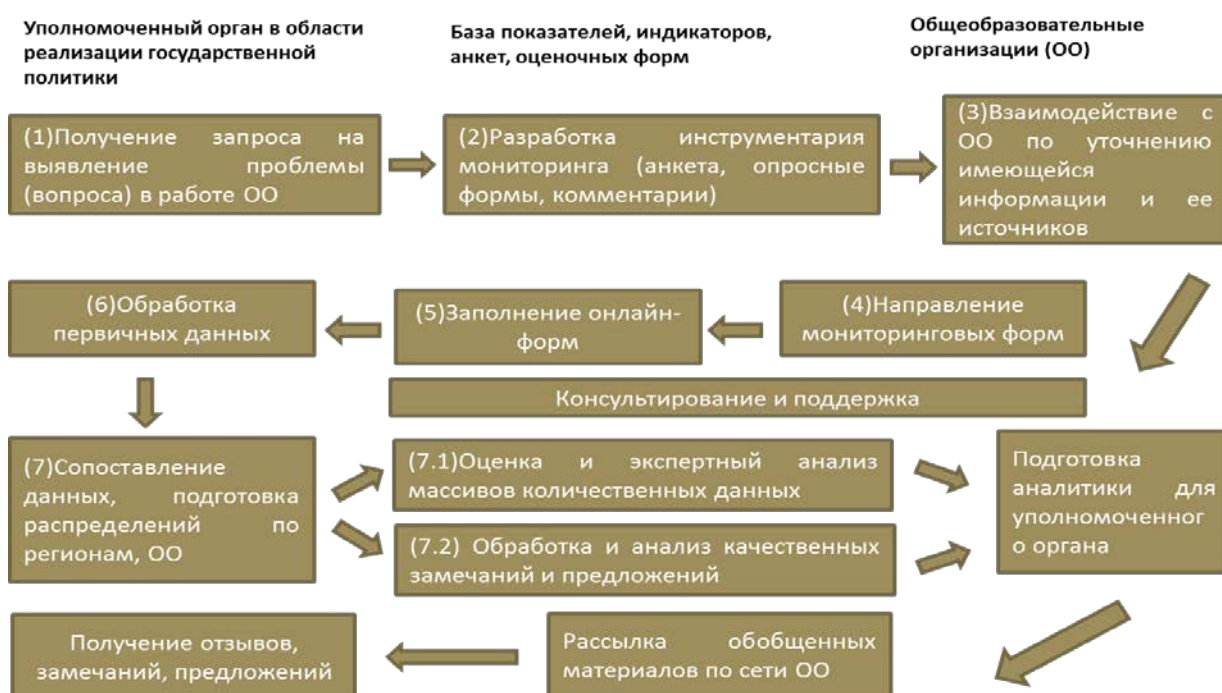 Уполномоченный орган в области
реализации государственной
политики
База показателей, индикаторов,
анкет, оценочных форм
Общеобразовательные
организации (ОО)
(1)Получение запроса на
выявление проблемы
(вопроса) в работе ОО
(2)Разработка инструментария
мониторинга (анкета, опросные
формы, комментарии)
(3)Взаимодействие с
ОО по уточнению
имеющейся
информации и ее
источников
(4)Направление
мониторинговых форм
(5)Заполнение онлайн-
форм
(6)Обработка
первичных данных
Консультирование и поддержка
(7)Сопоставление
данных, подготовка
распределений по
регионам, ОО
(7.1)Оценка и экспертный анализ
массивов количественных данных
(7.2) Обработка и анализ качественных
замечаний и предложений
Подготовка
аналитики для
уполномоченног
о органа
Рассылка обобщенных
материалов по сети ОО
Получение отзывов,
замечаний, предложений